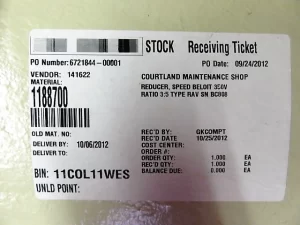 STOCK Receiving Ticket
PO Number: 6721844-00001 PO Date: 09/24/2012
VENDOR: 141622 COURTLAND MAINTENANCE SHOP
MATERIAL:
1188700
REDUCER, SPEED BELOIT 350V
RATIO 3:5 TYPE RAV SN BC868
OLD MAT. NO: REC'D BY: GKCOMPT
DELIVER BY: 10/06/2012 REC'D DATE 10/25/2012
DELIVER TO: COST CENTER:
ORDER #:
ORDER QTY: 1.000 EA
BIN: 11COL11WES REC'D QTY: 1.000 EA
BALANCE DUE: 0.000 EA
UNLD POINT: